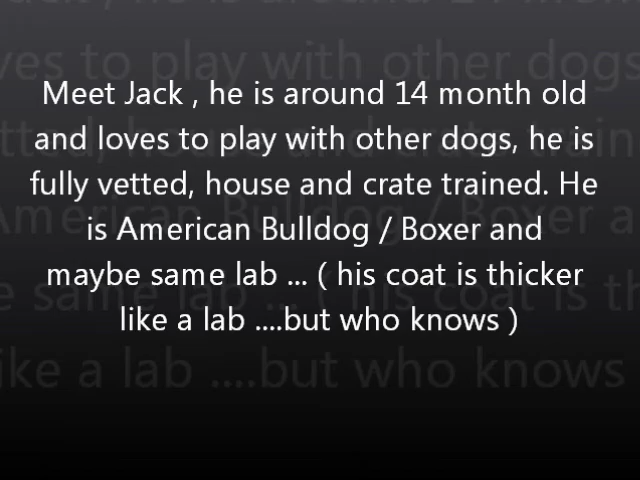 Meet Jack , he is around 14 month old
and loves to play with other dogs, he is
fully vetted, house and crate trained. He
is American Bulldog / Boxer and
maybe same lab ... ( his coat is thicker
like a lab ....but who knows )